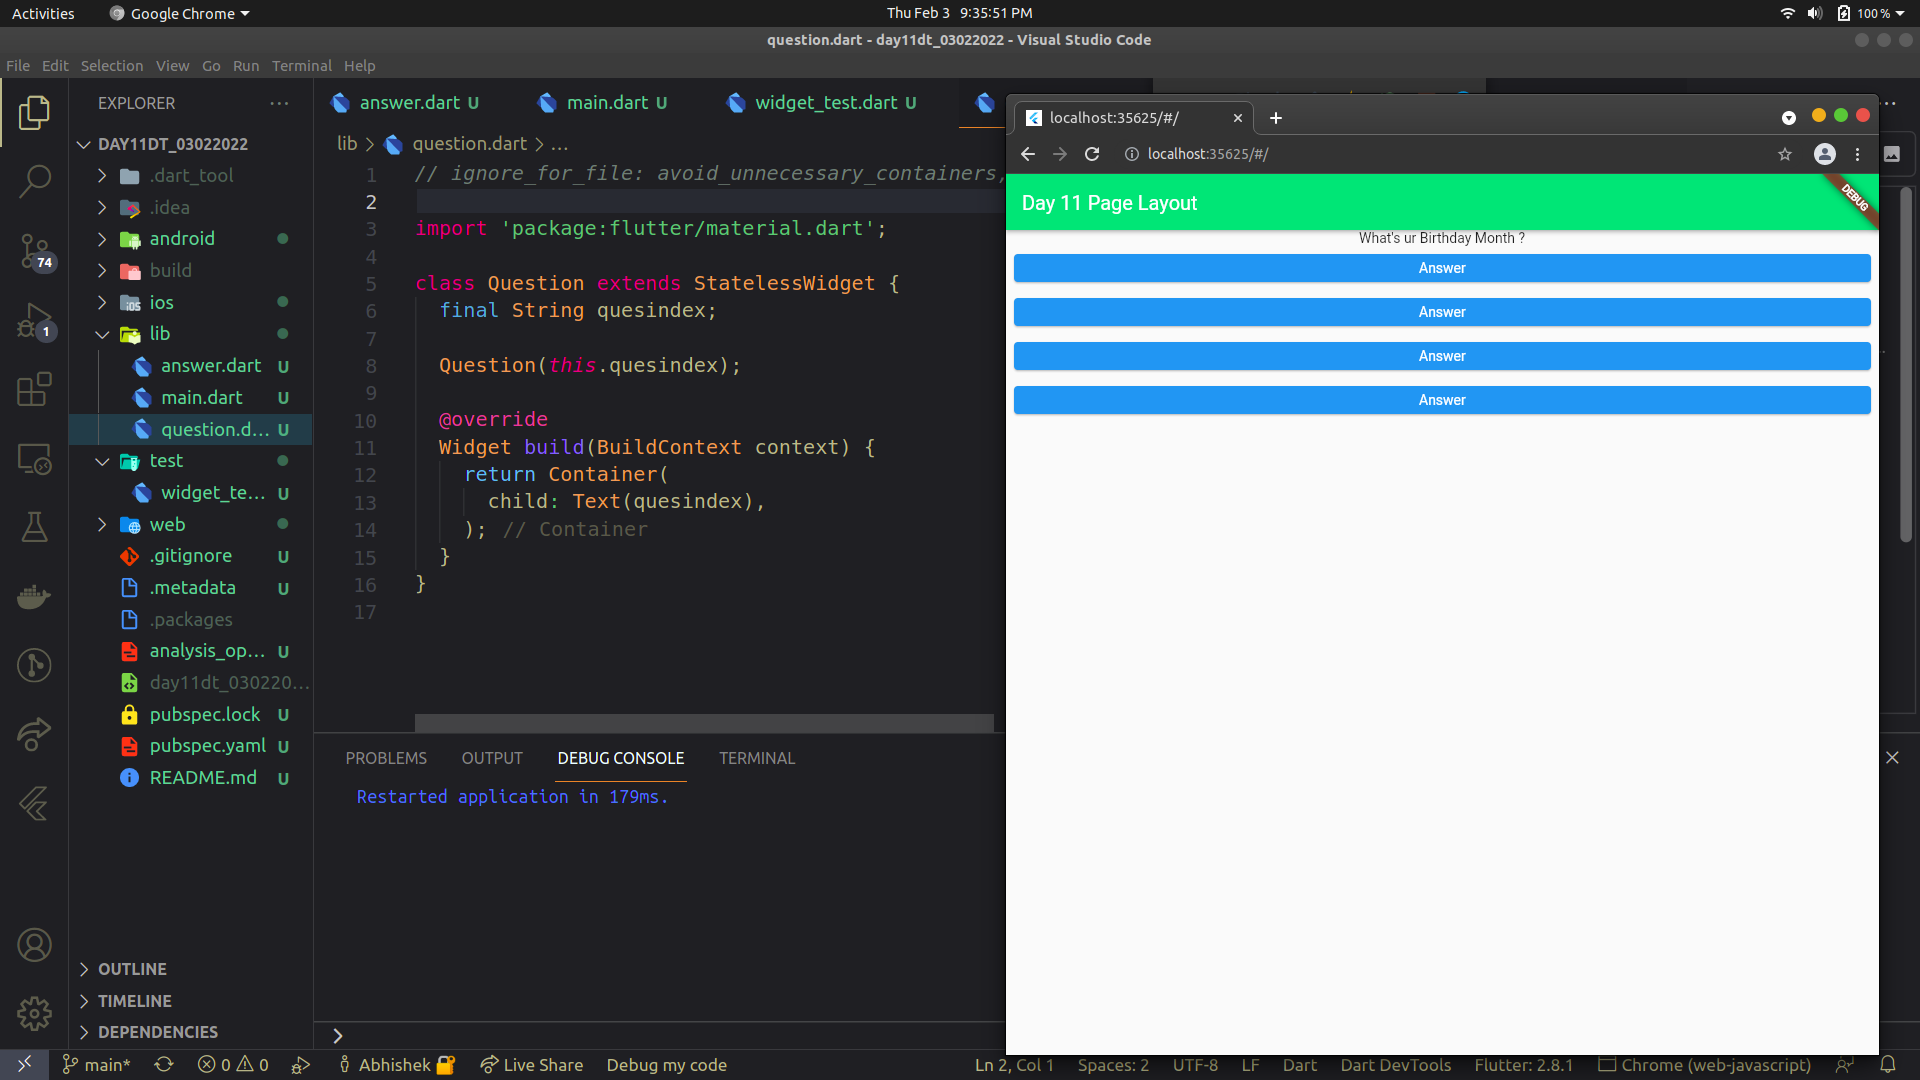 Activities
Google Chrome
Thu Feb 3 9:35:51 PM
100 %
question.dart - day11dt_03022022 - Visual Studio Code
File Edit Selection View Go Run Terminal Help
EXPLORER
DAY11DT_03022022
.dart_tool
.idea
android
build
ios
lib
answer.dart U
main.dart U
question.d... U
test
widget_te... U
web
.gitignore U
.metadata U
.packages
analysis_op... U
day11dt_030220...
pubspec.lock U
pubspec.yaml U
README.md U
OUTLINE
TIMELINE
DEPENDENCIES
74
1
answer.dart U
main.dart U
widget_test.dart U
lib > question.dart > ...
1 // ignore_for_file: avoid_unnecessary_containers,
2
3 import 'package:flutter/material.dart';
4
5 class Question extends StatelessWidget {
6 final String quesindex;
7
8 Question(this.quesindex);
9
10 @override
11 Widget build(BuildContext context) {
12 return Container(
13 child: Text(quesindex),
14 ); // Container
15 }
16 }
17
PROBLEMS OUTPUT DEBUG CONSOLE TERMINAL
Restarted application in 179ms.
localhost:35625/#/
localhost:35625/#/
Day 11 Page Layout
DEBUG
What's ur Birthday Month ?
Answer
Answer
Answer
Answer
main*
0 0
Abhishek
Live Share
Debug my code
Ln 2, Col 1
Spaces: 2
UTF-8
LF
Dart
Dart DevTools
Flutter: 2.8.1
Chrome (web-javascript)